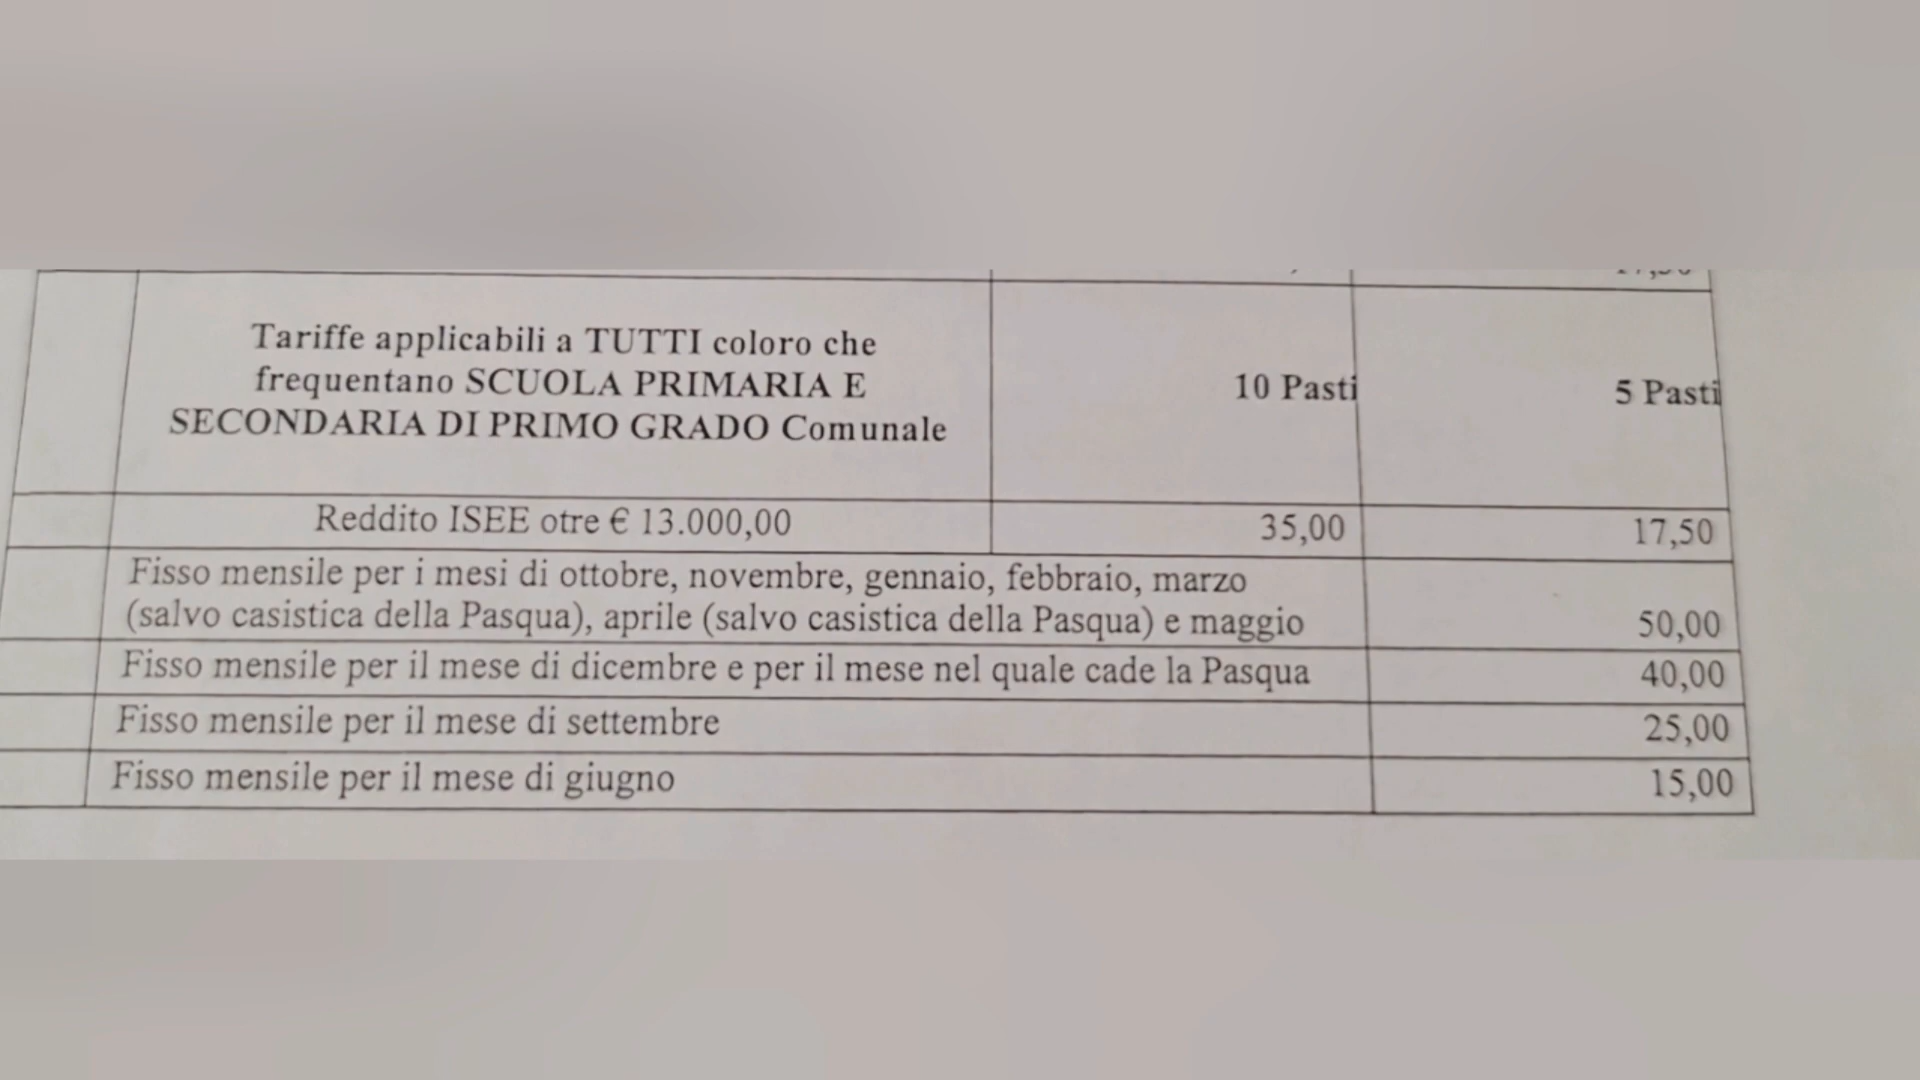 Tariffe applicabili a TUTTI coloro che
frequentano SCUOLA PRIMARIA E
SECONDARIA DI PRIMO GRADO Comunale
10 Pasti
5 Pasti
Reddito ISEE otre € 13.000,00
35,00
17,50
Fisso mensile per i mesi di ottobre, novembre, gennaio, febbraio, marzo
(salvo casistica della Pasqua), aprile (salvo casistica della Pasqua) e maggio
50,00
Fisso mensile per il mese di dicembre e per il mese nel quale cade la Pasqua
40,00
Fisso mensile per il mese di settembre
25,00
Fisso mensile per il mese di giugno
15,00